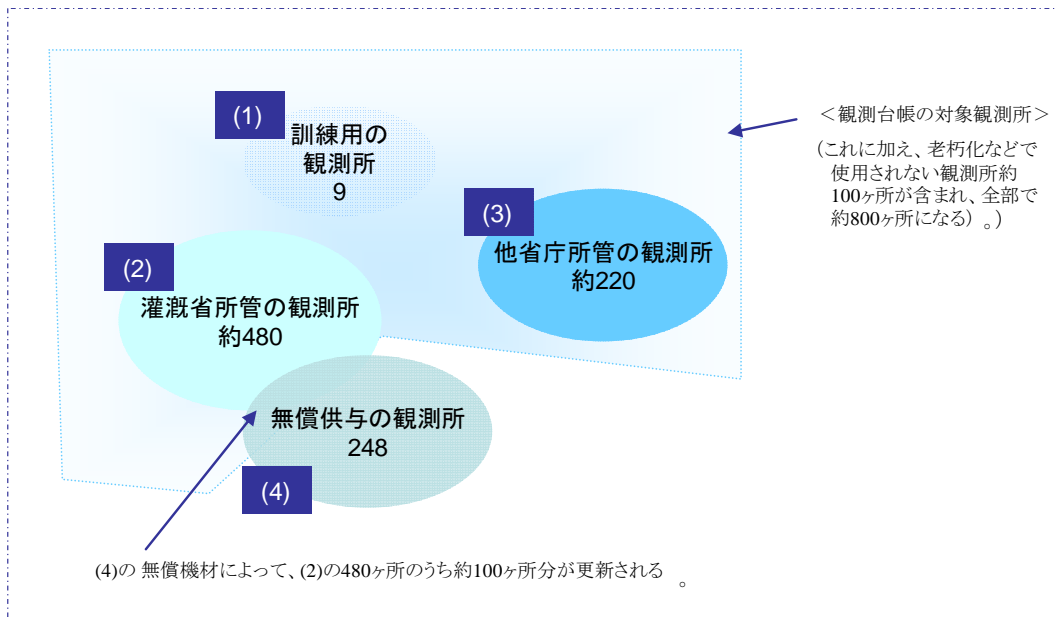 (1)
訓練用の
観測所
9
(2)
灌漑省所管の観測所
約480
(3)
他省庁所管の観測所
約220
無償供与の観測所
248
(4)
＜観測台帳の対象観測所＞
(これに加え、老朽化などで
使用されない観測所約
100ヶ所が含まれ、全部で
約800ヶ所になる）。)
(4)の 無償機材によって、(2)の480ヶ所のうち約100ヶ所分が更新される 。